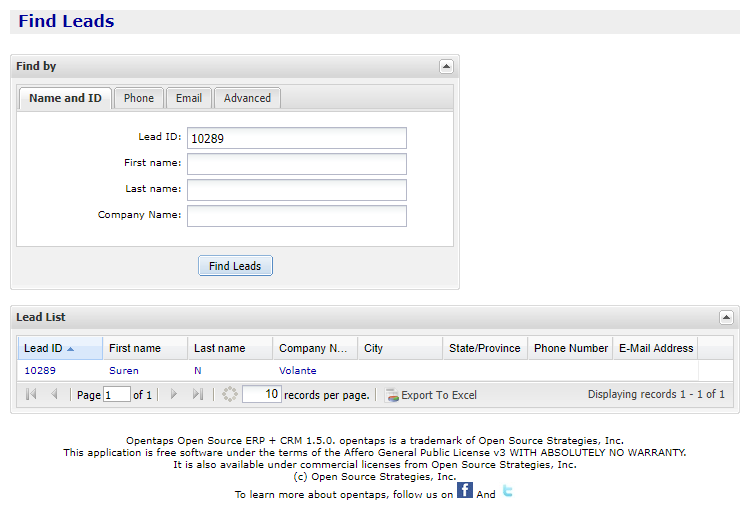 Find Leads
Find by
Name and ID Phone Email Advanced
Lead ID: 10289
First name:
Last name:
Company Name:
Find Leads
Lead List
Lead ID First name Last name Company N... City State/Province Phone Number E-Mail Address
10289 Suren N Volante
Page 1 of 1 10 records per page. Export To Excel Displaying records 1 - 1 of 1
Opentaps Open Source ERP + CRM 1.5.0. opentaps is a trademark of Open Source Strategies, Inc.
This application is free software under the terms of the Affero General Public License v3 WITH ABSOLUTELY NO WARRANTY.
It is also available under commercial licenses from Open Source Strategies, Inc.
(c) Open Source Strategies, Inc.
To learn more about opentaps, follow us on f And t